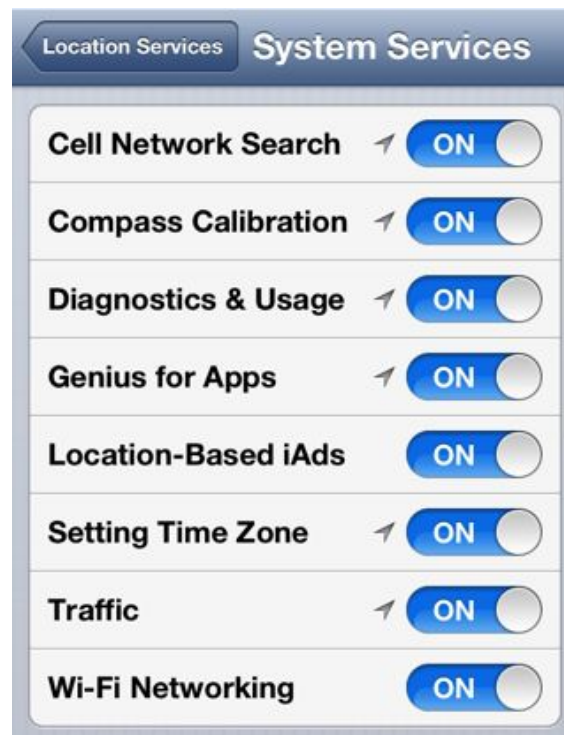 Location Services System Services
Cell Network Search ON
Compass Calibration ON
Diagnostics & Usage ON
Genius for Apps ON
Location-Based iAds ON
Setting Time Zone ON
Traffic ON
Wi-Fi Networking ON